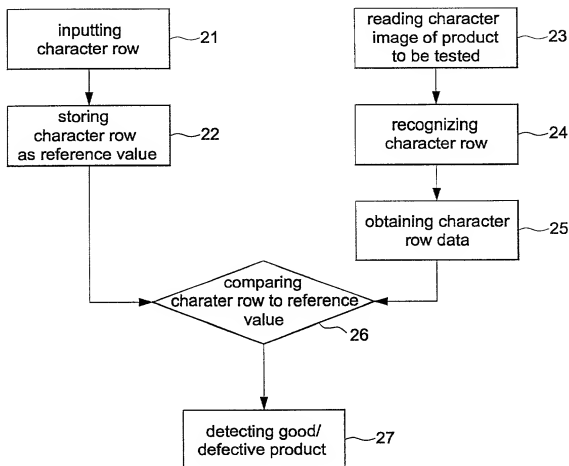 inputting
character row
21
storing
character row
as reference value
22
reading character
image of product
to be tested
23
recognizing
character row
24
obtaining character
row data
25
comparing
charater row to reference
value
26
detecting good/
defective product
27